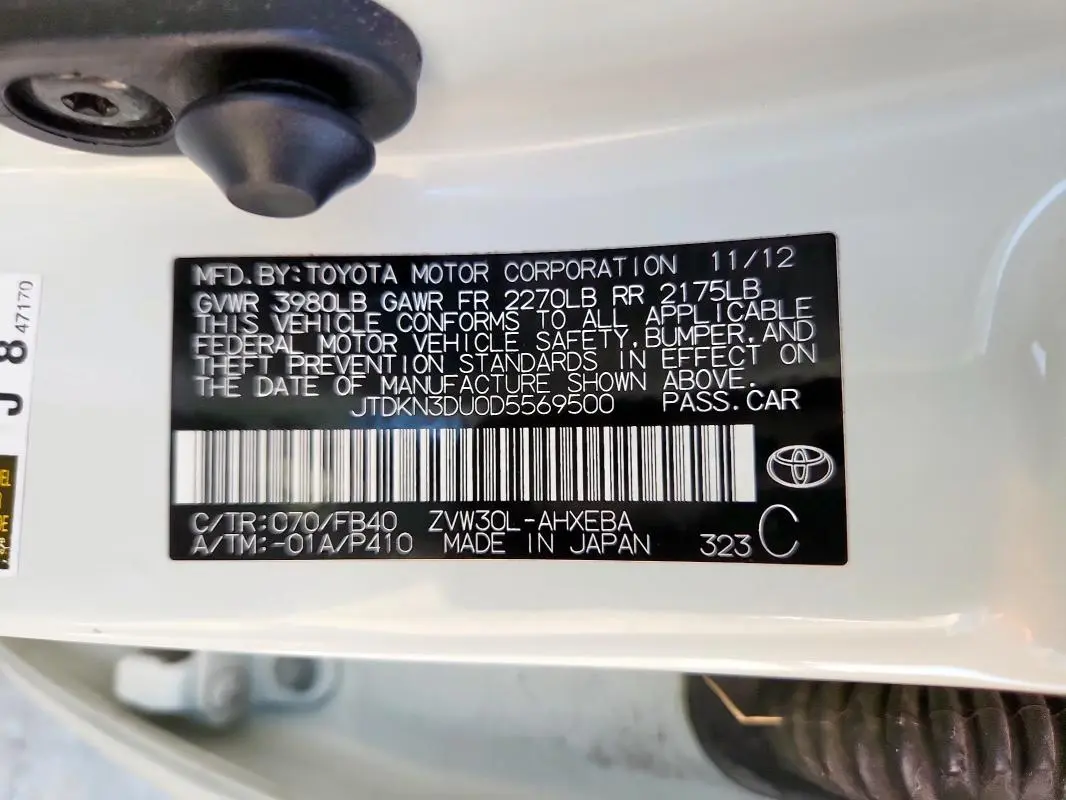 MFD.BY:TOYOTA MOTOR CORPORATION 11/12
GVWR 3980LB GAWR FR 2270LB RR 2175LB
THIS VEHICLE CONFORMS TO ALL APPLICABLE
FEDERAL MOTOR VEHICLE SAFETY,BUMPER,AND
THEFT PREVENTION STANDARDS IN EFFECT ON
THE DATE OF MANUFACTURE SHOWN ABOVE.
JTDKN3DU0D5569500 PASS.CAR
C/TR:070/FB40 ZVW30L-AHXEBA
A/TM:-01A/P410 MADE IN JAPAN 323 C
J 8
47170